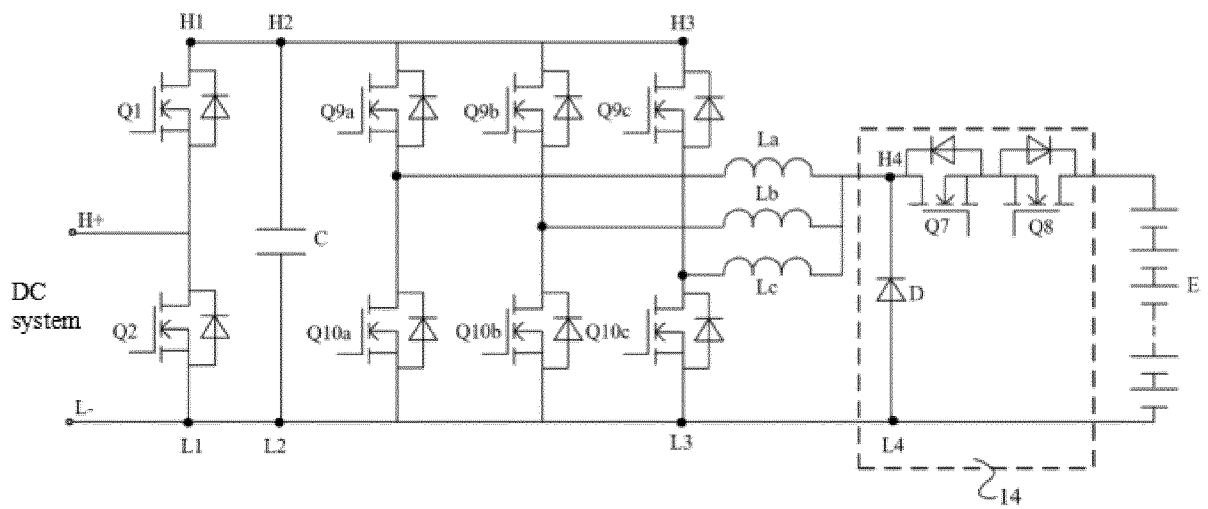 H1
H2
H3
Q1
Q9a
Q9b
Q9c
La
H4
Lb
Q7
Q8
H+
C
Lc
E
DC
system
D
Q2
Q10a
Q10b
Q10c
L-
L1
L2
L3
L4
14